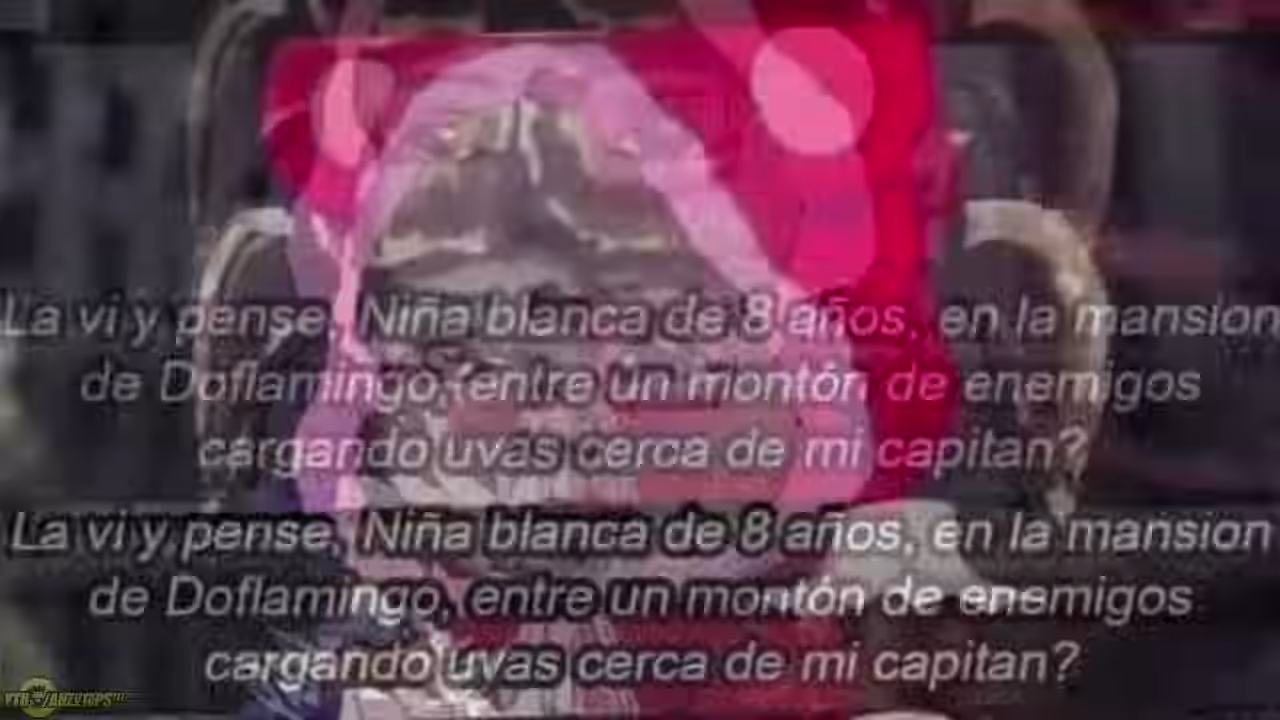 La vi y pense, Niña blanca de 8 años, en la mansion
de Doflamingo, entre un montón de enemigos
cargando uvas cerca de mi capitan?
La vi y pense, Niña blanca de 8 años, en la mansion
de Doflamingo, entre un montón de enemigos
cargando uvas cerca de mi capitan?